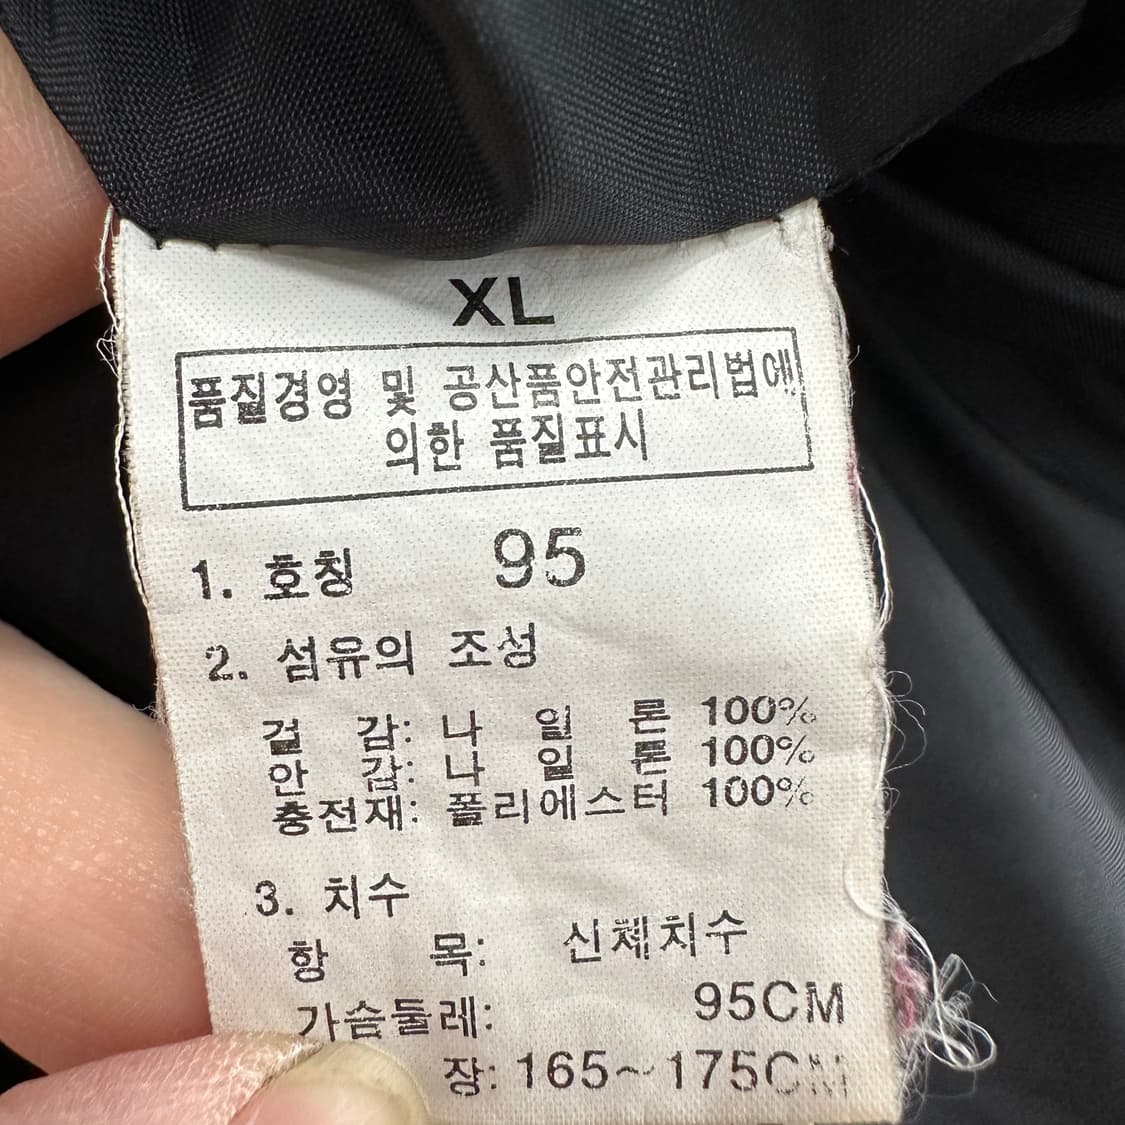 XL
품질경영 및 공산품안전관리법에
의한 품질표시
1. 호칭 95
2. 섬유의 조성
겉 감: 나 일 론 100%
안 감: 나 일 론 100%
충전재: 폴리에스터 100%
3. 치수
항 목: 신체치수
가슴둘레: 95CM
장: 165~175CM